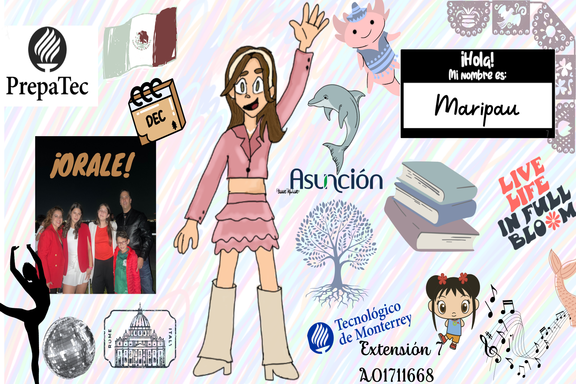 PrepaTec
DEC
¡Hola!
Mi nombre es:
Maripau
¡ORALE!
Asunción
LIVE
LIFE
IN FULL
BLOOM
ROME
ITALI
Tecnológico
de Monterrey
Extensión 7
A01711668